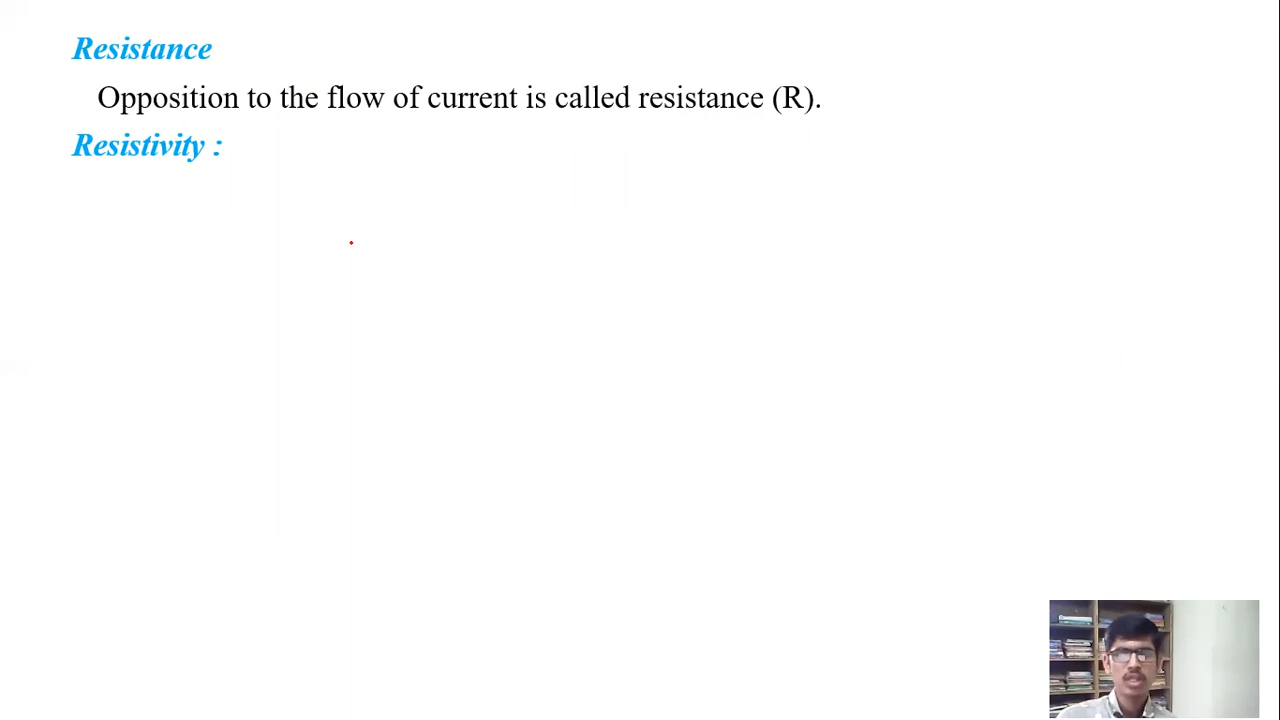 Resistance
Opposition to the flow of current is called resistance (R).
Resistivity :